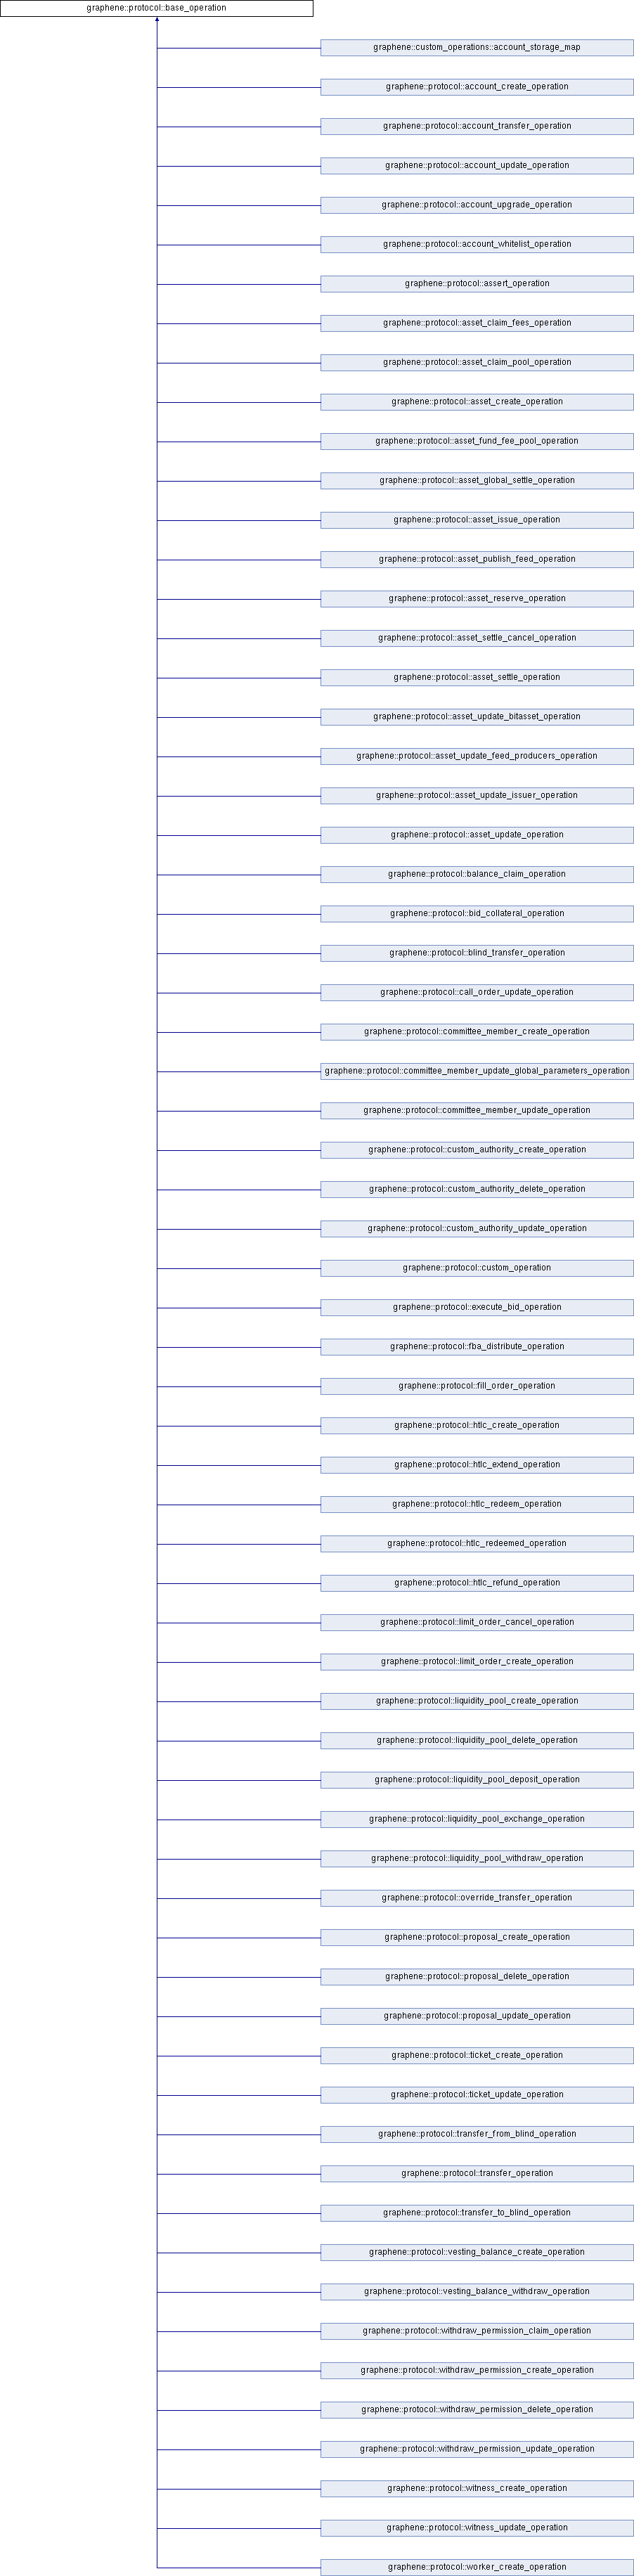 graphene::protocol::base_operation
graphene::custom_operations::account_storage_map
graphene::protocol::account_create_operation
graphene::protocol::account_transfer_operation
graphene::protocol::account_update_operation
graphene::protocol::account_upgrade_operation
graphene::protocol::account_whitelist_operation
graphene::protocol::assert_operation
graphene::protocol::asset_claim_fees_operation
graphene::protocol::asset_claim_pool_operation
graphene::protocol::asset_create_operation
graphene::protocol::asset_fund_fee_pool_operation
graphene::protocol::asset_global_settle_operation
graphene::protocol::asset_issue_operation
graphene::protocol::asset_publish_feed_operation
graphene::protocol::asset_reserve_operation
graphene::protocol::asset_settle_cancel_operation
graphene::protocol::asset_settle_operation
graphene::protocol::asset_update_bitasset_operation
graphene::protocol::asset_update_feed_producers_operation
graphene::protocol::asset_update_issuer_operation
graphene::protocol::asset_update_operation
graphene::protocol::balance_claim_operation
graphene::protocol::bid_collateral_operation
graphene::protocol::blind_transfer_operation
graphene::protocol::call_order_update_operation
graphene::protocol::committee_member_create_operation
graphene::protocol::committee_member_update_global_parameters_operation
graphene::protocol::committee_member_update_operation
graphene::protocol::custom_authority_create_operation
graphene::protocol::custom_authority_delete_operation
graphene::protocol::custom_authority_update_operation
graphene::protocol::custom_operation
graphene::protocol::execute_bid_operation
graphene::protocol::fba_distribute_operation
graphene::protocol::fill_order_operation
graphene::protocol::htlc_create_operation
graphene::protocol::htlc_extend_operation
graphene::protocol::htlc_redeem_operation
graphene::protocol::htlc_redeemed_operation
graphene::protocol::htlc_refund_operation
graphene::protocol::limit_order_cancel_operation
graphene::protocol::limit_order_create_operation
graphene::protocol::liquidity_pool_create_operation
graphene::protocol::liquidity_pool_delete_operation
graphene::protocol::liquidity_pool_deposit_operation
graphene::protocol::liquidity_pool_exchange_operation
graphene::protocol::liquidity_pool_withdraw_operation
graphene::protocol::override_transfer_operation
graphene::protocol::proposal_create_operation
graphene::protocol::proposal_delete_operation
graphene::protocol::proposal_update_operation
graphene::protocol::ticket_create_operation
graphene::protocol::ticket_update_operation
graphene::protocol::transfer_from_blind_operation
graphene::protocol::transfer_operation
graphene::protocol::transfer_to_blind_operation
graphene::protocol::vesting_balance_create_operation
graphene::protocol::vesting_balance_withdraw_operation
graphene::protocol::withdraw_permission_claim_operation
graphene::protocol::withdraw_permission_create_operation
graphene::protocol::withdraw_permission_delete_operation
graphene::protocol::withdraw_permission_update_operation
graphene::protocol::witness_create_operation
graphene::protocol::witness_update_operation
graphene::protocol::worker_create_operation